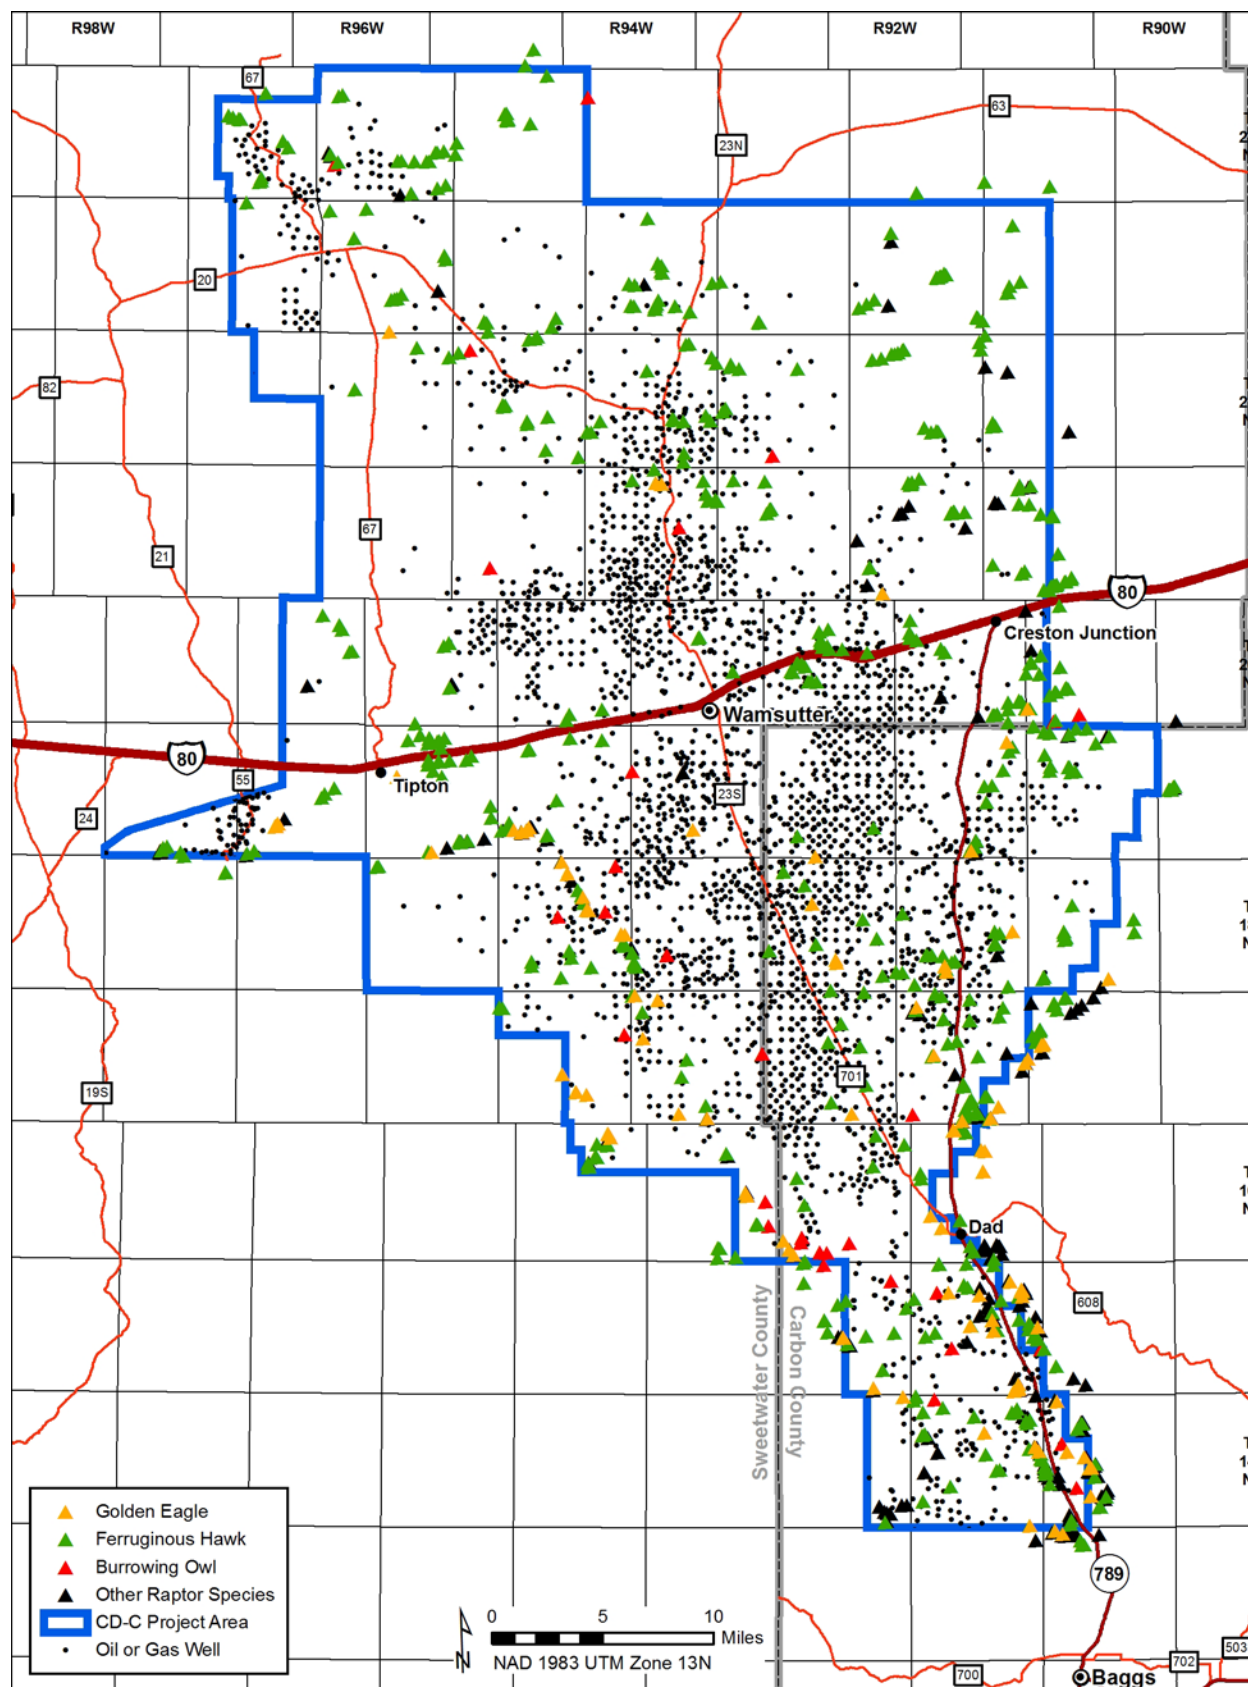 R98W
R96W
R94W
R92W
R90W
67
63
23N
20
82
21
67
80
Creston Junction
Wamsutter
80
Tipton
55
24
23S
19S
701
Dad
608
Sweetwater County
Carbon County
Golden Eagle
Ferruginous Hawk
Burrowing Owl
Other Raptor Species
CD-C Project Area
Oil or Gas Well
0 5 10
Miles
N
NAD 1983 UTM Zone 13N
789
503
702
700
Baggs